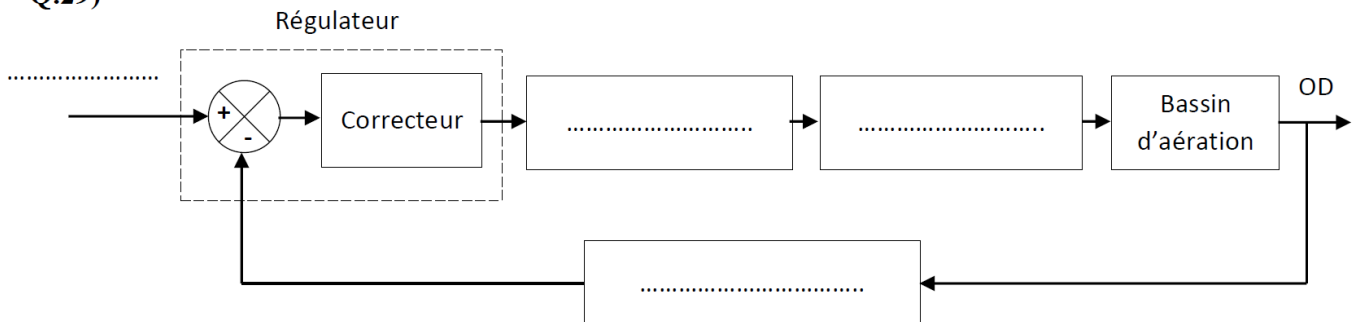 Q.29)
Régulateur
........................
+
-
Correcteur
............................
............................
Bassin
d'aération
OD
.................................